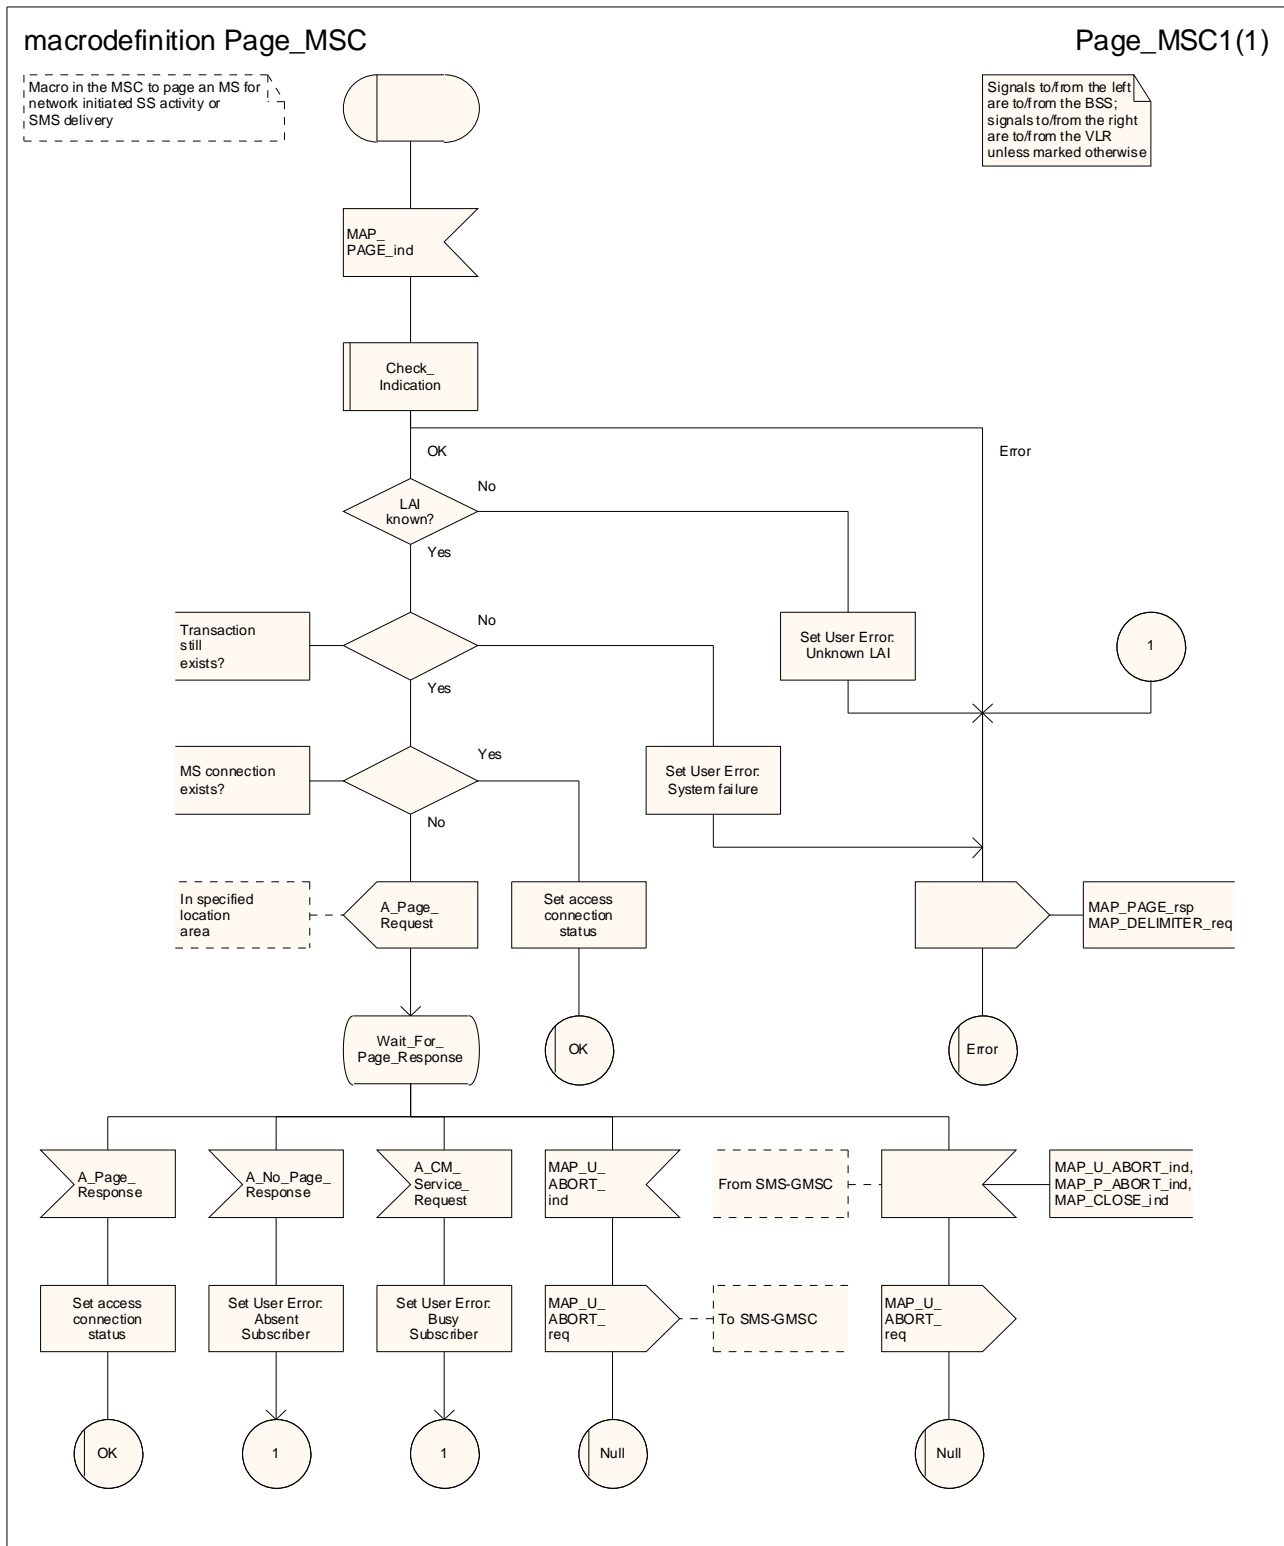 macrodefinition Page_MSC
Page_MSC1(1)
Macro in the MSC to page an MS for
network initiated SS activity or
SMS delivery
Signals to/from the left
are to/from the BSS;
signals to/from the right
are to/from the VLR
unless marked otherwise
MAP_
PAGE_ind
Check_
Indication
OK
Error
LAI
known?
No
Yes
Transaction
still
exists?
No
Yes
Set User Error:
Unknown LAI
1
MS connection
exists?
Yes
No
Set User Error:
System failure
In specified
location
area
A_Page_
Request
Set access
connection
status
MAP_PAGE_rsp
MAP_DELIMITER_req
Wait_For_
Page_Response
OK
Error
A_Page_
Response
A_No_Page_
Response
A_CM_
Service_
Request
MAP_U_
ABORT_
ind
From SMS-GMSC
MAP_U_ABORT_ind,
MAP_P_ABORT_ind,
MAP_CLOSE_ind
Set access
connection
status
Set User Error:
Absent
Subscriber
Set User Error:
Busy
Subscriber
MAP_U_
ABORT_
req
To SMS-GMSC
MAP_U_
ABORT_
req
OK
1
1
Null
Null